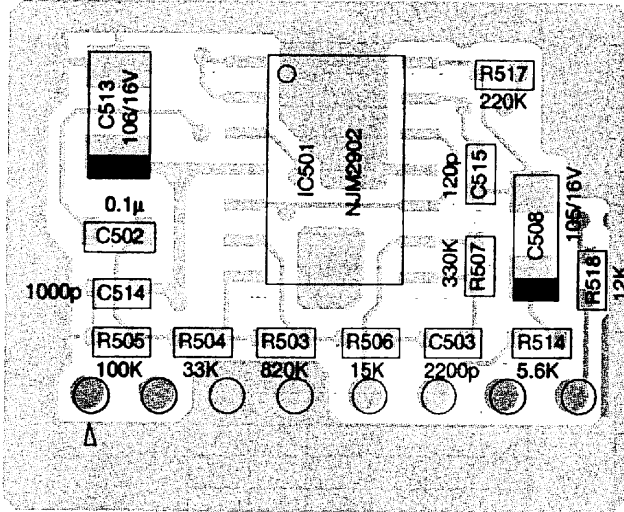 R517
220K
C513
106/16V
IC501
NJM2902
120p
C515
C508
105/16V
0.1µ
C502
330K
R507
R518
12K
1000p
C514
R505
R504
R503
R506
C503
R514
100K
33K
820K
15K
2200p
5.6K